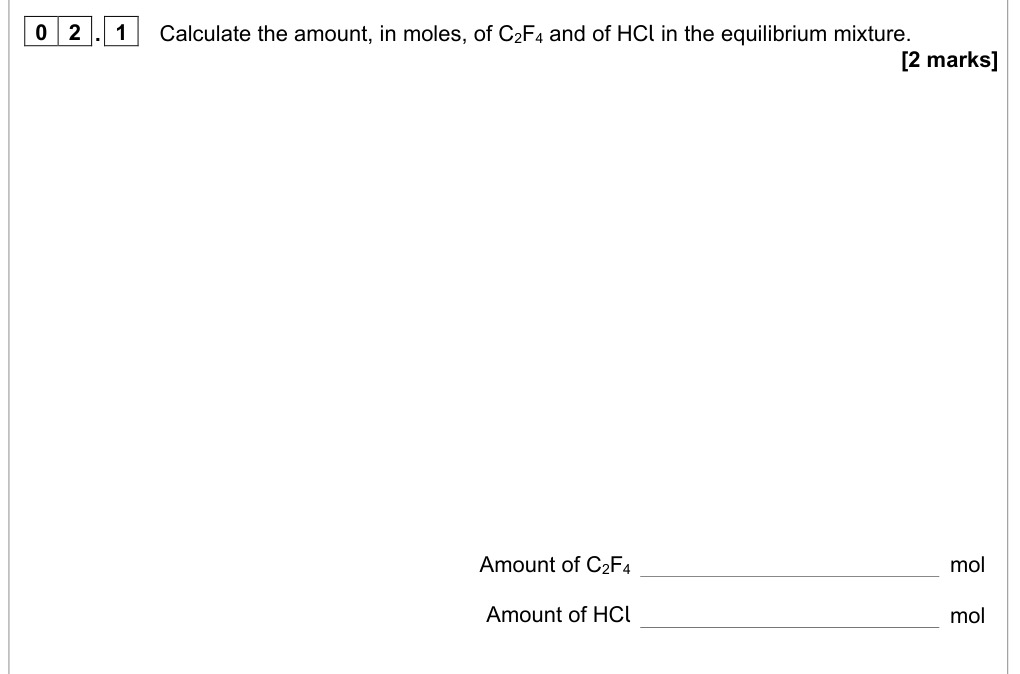 0 2 . 1 Calculate the amount, in moles, of C₂F₄ and of HCl in the equilibrium mixture.
[2 marks]
Amount of C₂F₄ mol
Amount of HCl mol